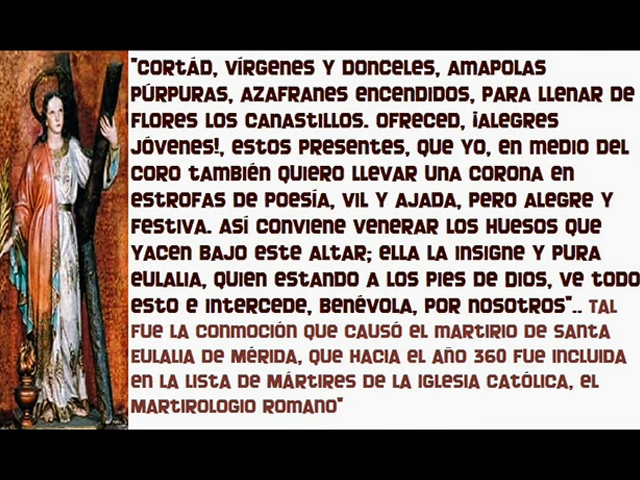 "CORTÁD, VÍRGENES Y DONCELES, AMAPOLAS
PÚRPURAS, AZAFRANES ENCENDIDOS, PARA LLENAR DE
FLORES LOS CANASTILLOS. OFRECED, ¡ALEGRES
JÓVENES!, ESTOS PRESENTES, QUE YO, EN MEDIO DEL
CORO TAMBIÉN QUIERO LLEVAR UNA CORONA EN
ESTROFAS DE POESÍA, VIL Y AJADA, PERO ALEGRE Y
FESTIVA. ASÍ CONVIENE VENERAR LOS HUESOS QUE
YACEN BAJO ESTE ALTAR; ELLA LA INSIGNE Y PURA
EULALIA, QUIEN ESTANDO A LOS PIES DE DIOS, VE TODO
ESTO E INTERCEDE, BENÉVOLA, POR NOSOTROS".. TAL
FUE LA CONMOCIÓN QUE CAUSÓ EL MARTIRIO DE SANTA
EULALIA DE MÉRIDA, QUE HACIA EL AÑO 360 FUE INCLUIDA
EN LA LISTA DE MÁRTIRES DE LA IGLESIA CATÓLICA, EL
MARTIROLOGIO ROMANO"